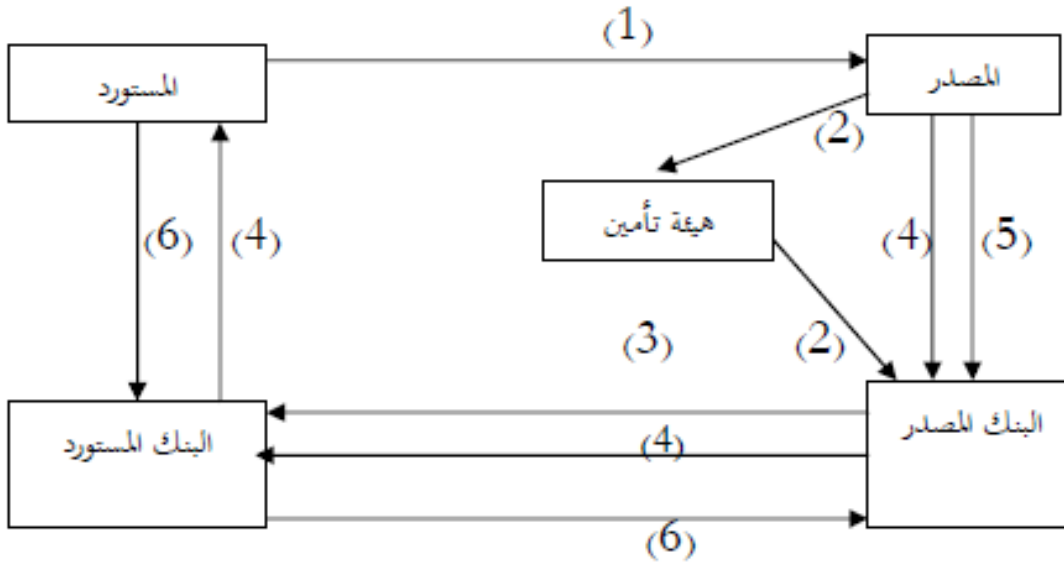 (1)
المصدر
المستورد
(2)
هيئة تأمين
(5)
(4)
(4)
(6)
(2)
(3)
البنك المصدر
البنك المستورد
(4)
(6)